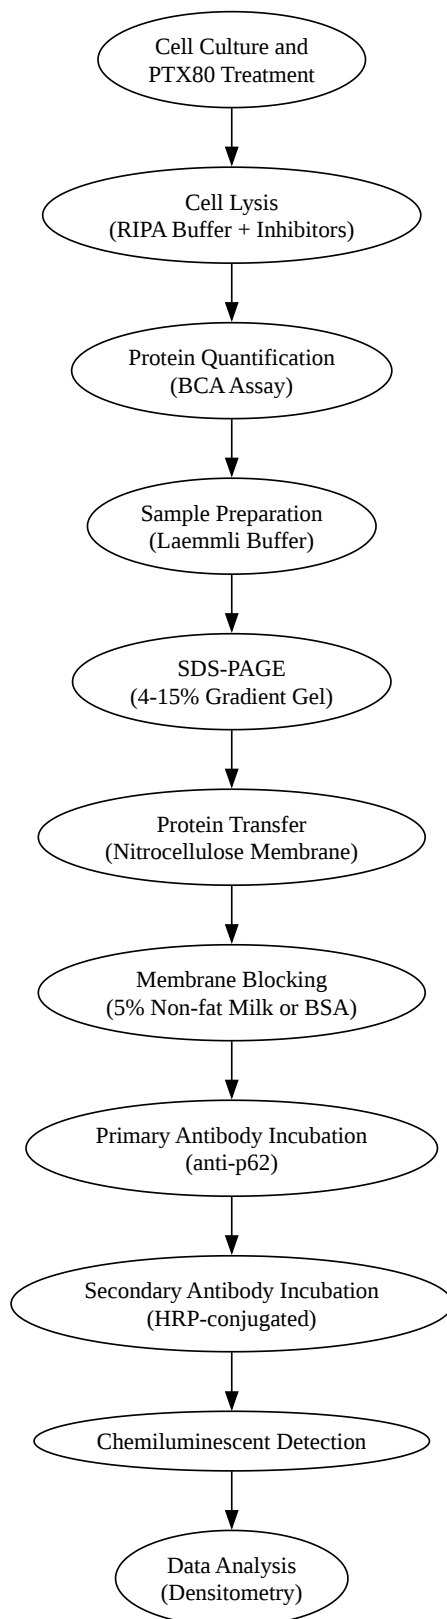 Cell Culture and
PTX80 Treatment
Cell Lysis
(RIPA Buffer + Inhibitors)
Protein Quantification
(BCA Assay)
Sample Preparation
(Laemmli Buffer)
SDS-PAGE
(4-15% Gradient Gel)
Protein Transfer
(Nitrocellulose Membrane)
Membrane Blocking
(5% Non-fat Milk or BSA)
Primary Antibody Incubation
(anti-p62)
Secondary Antibody Incubation
(HRP-conjugated)
Chemiluminescent Detection
Data Analysis
(Densitometry)